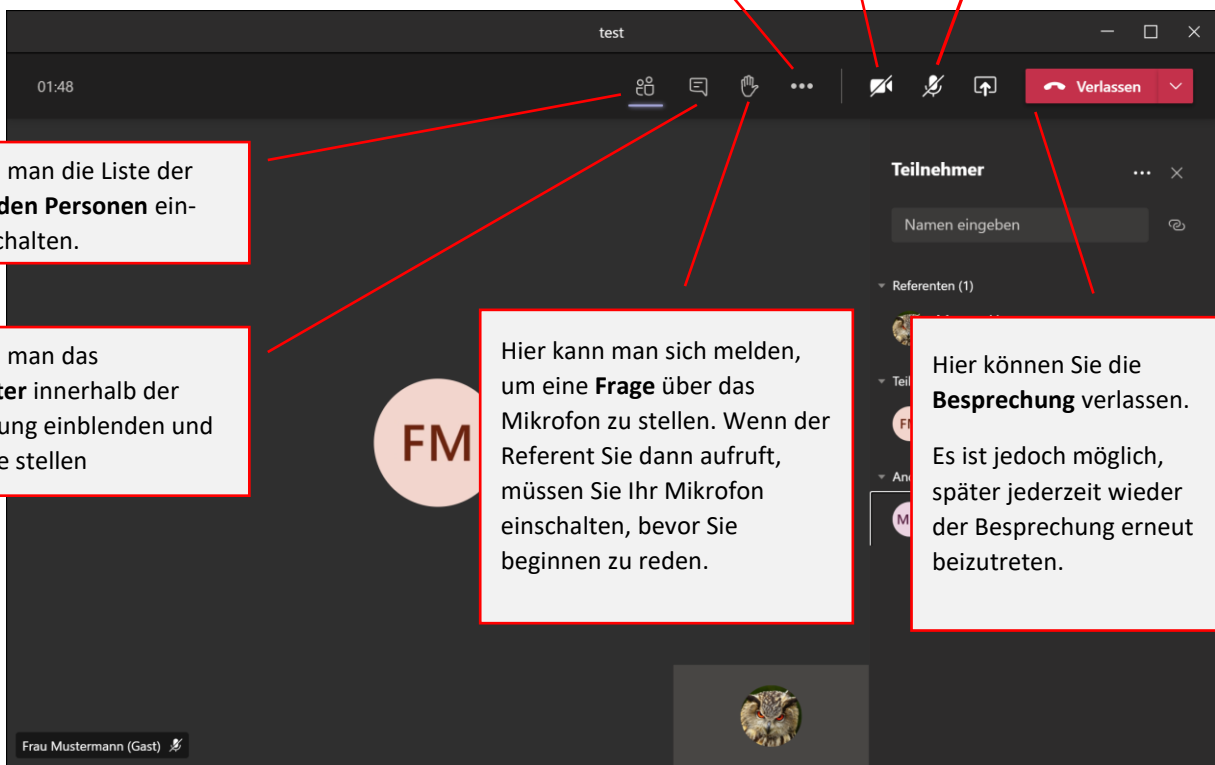 test
01:48
Verlassen
man die Liste der
den Personen ein-
chalten.
Teilnehmer
Namen eingeben
Referenten (1)
man das
ter innerhalb der
ung einblenden und
e stellen
FM
Hier kann man sich melden,
um eine Frage über das
Mikrofon zu stellen. Wenn der
Referent Sie dann aufruft,
müssen Sie Ihr Mikrofon
einschalten, bevor Sie
beginnen zu reden.
Teil
FM
And
M
Hier können Sie die
Besprechung verlassen.
Es ist jedoch möglich,
später jederzeit wieder
der Besprechung erneut
beizutreten.
Frau Mustermann (Gast)